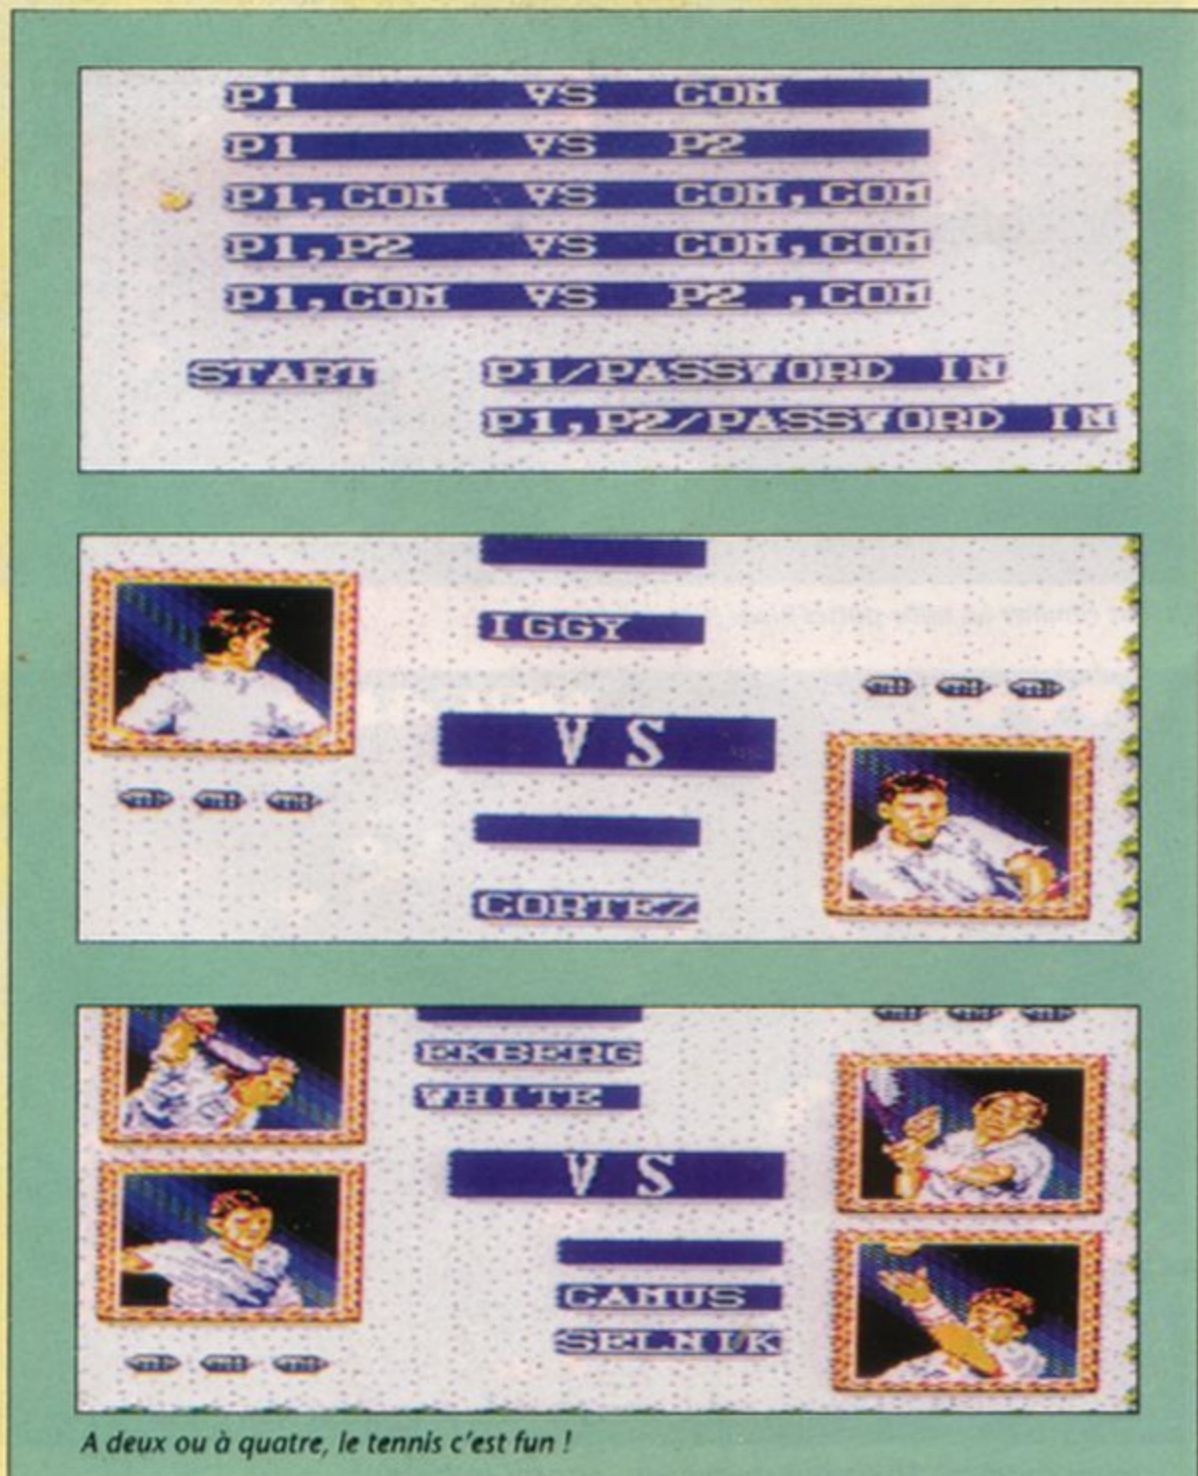 P1 VS COM
P1 VS P2
P1,COM VS COM,COM
P1,P2 VS COM,COM
P1,COM VS P2 ,COM
START P1/PASSWORD IN
P1,P2/PASSWORD IN
IGGY
VS
CORTEZ
EKBERG
WHITE
VS
CAMUS
SELNIK
A deux ou à quatre, le tennis c'est fun !